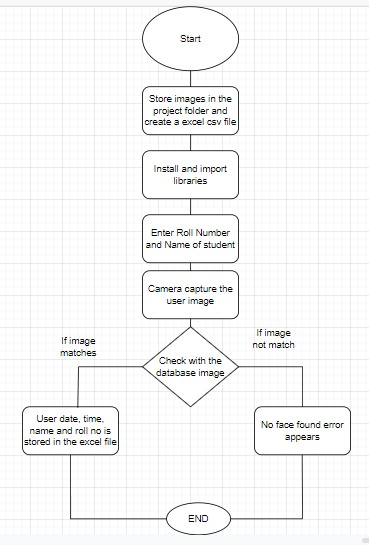 Start
Store images in the
project folder and
create a excel csv file
Install and import
libraries
Enter Roll Number
and Name of student
Camera capture the
user image
Check with the
database image
If image
matches
If image
not match
User date, time,
name and roll no is
stored in the excel file
No face found error
appears
END